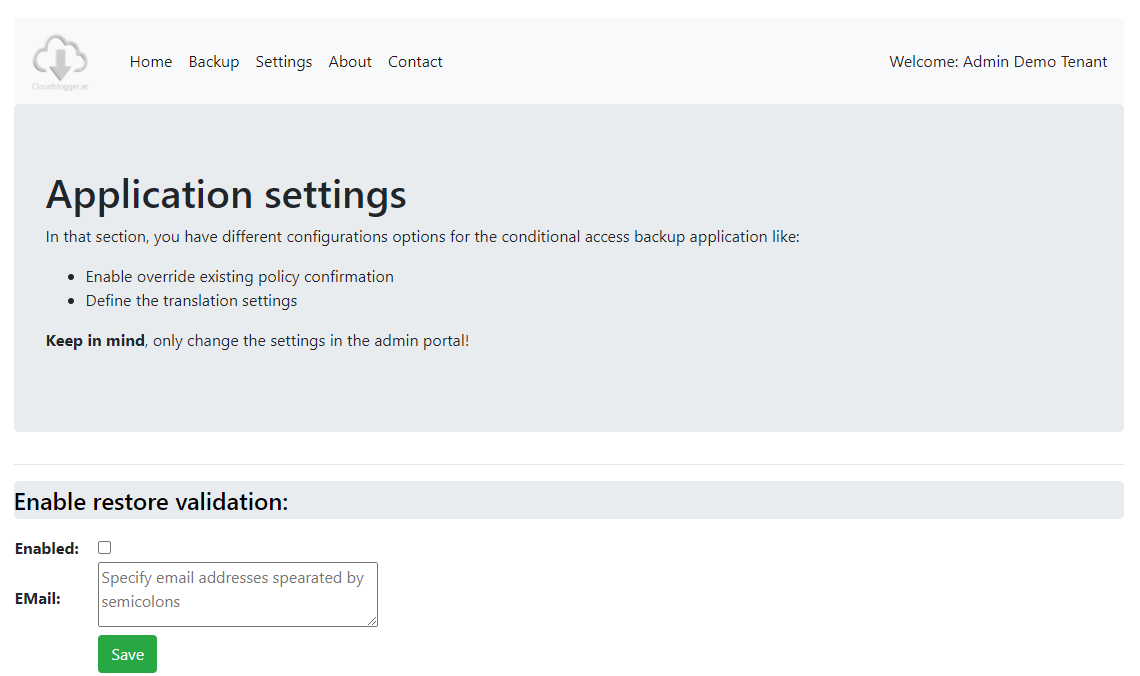 Cloudblogger.at
Home Backup Settings About Contact
Welcome: Admin Demo Tenant
Application settings
In that section, you have different configurations options for the conditional access backup application like:
Enable override existing policy confirmation
Define the translation settings
Keep in mind, only change the settings in the admin portal!
Enable restore validation:
Enabled:
EMail:
Specify email addresses spearated by
semicolons
Save